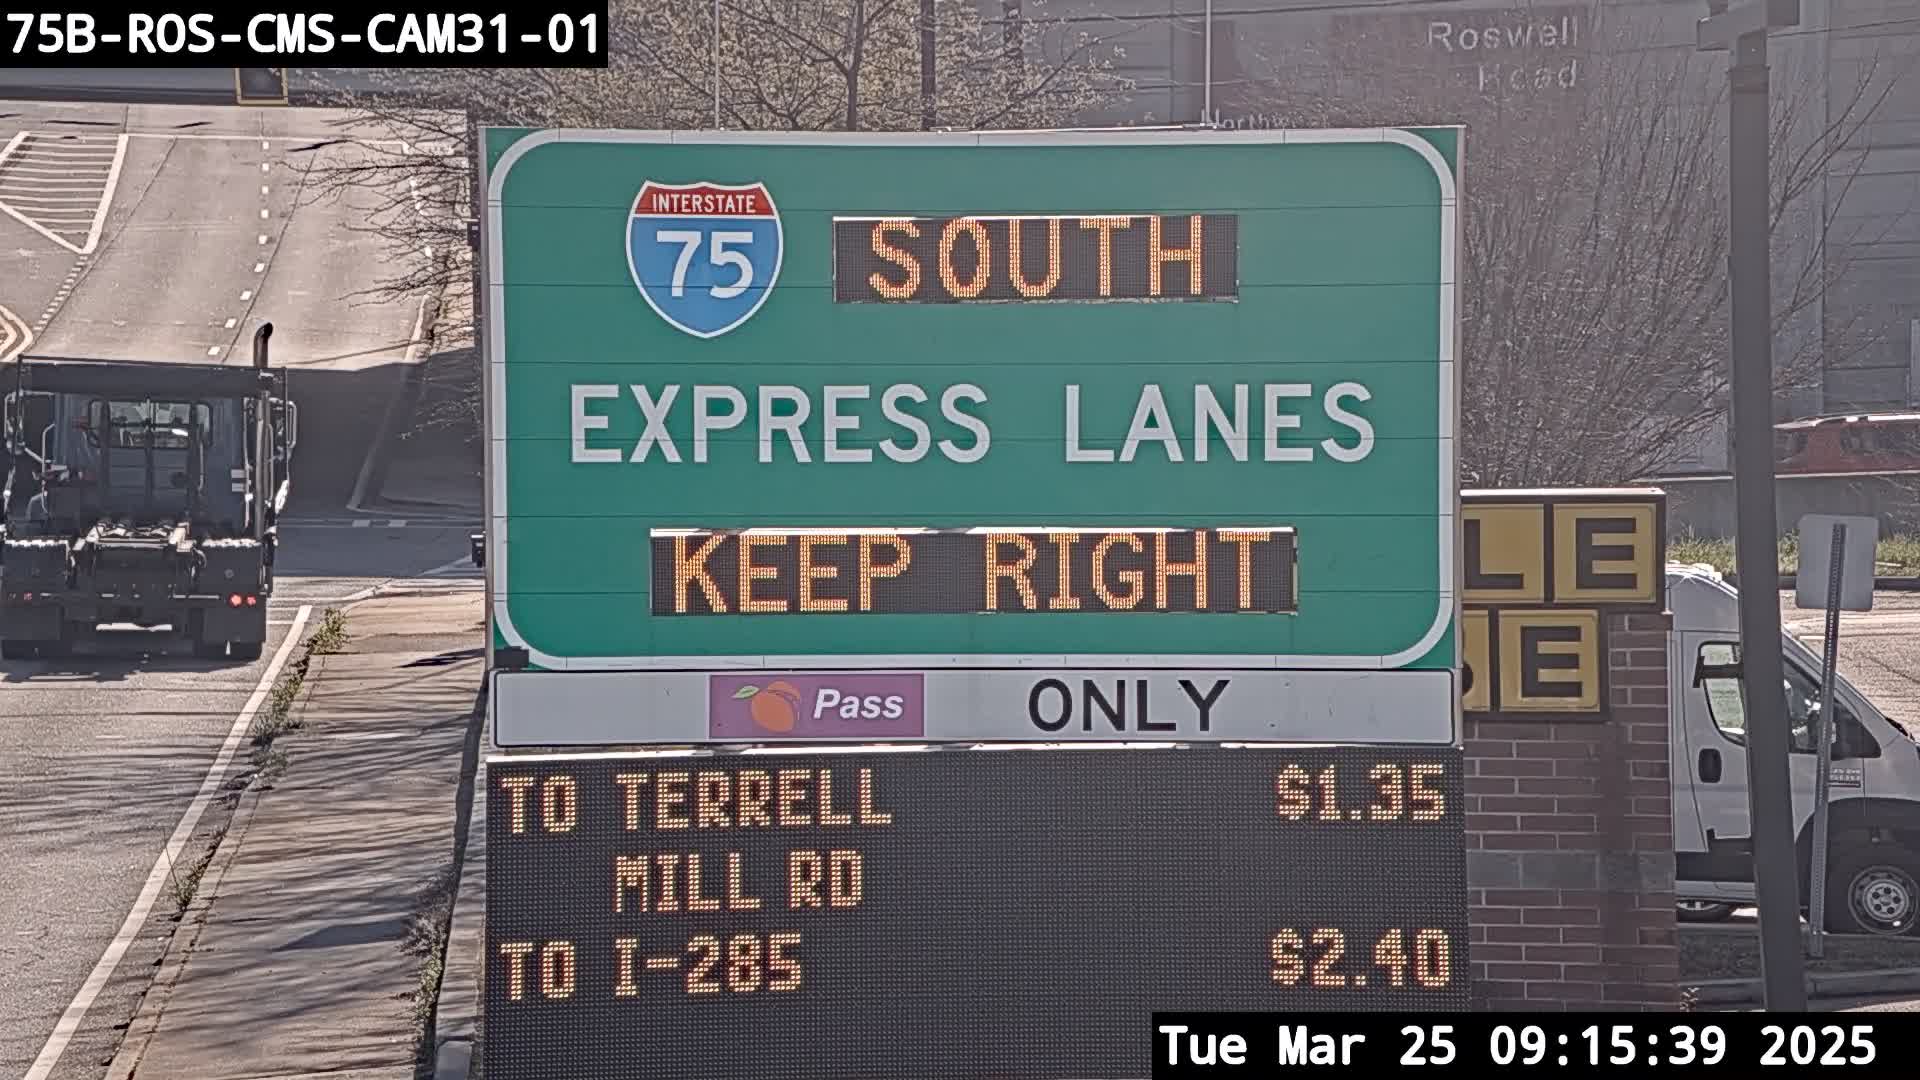 75B-ROS-CMS-CAM31-01
Roswell
Road
INTERSTATE
75
SOUTH
EXPRESS LANES
KEEP RIGHT
Pass ONLY
TO TERRELL $1.35
MILL RD
TO I-285 $2.40
LE
E
Tue Mar 25 09:15:39 2025